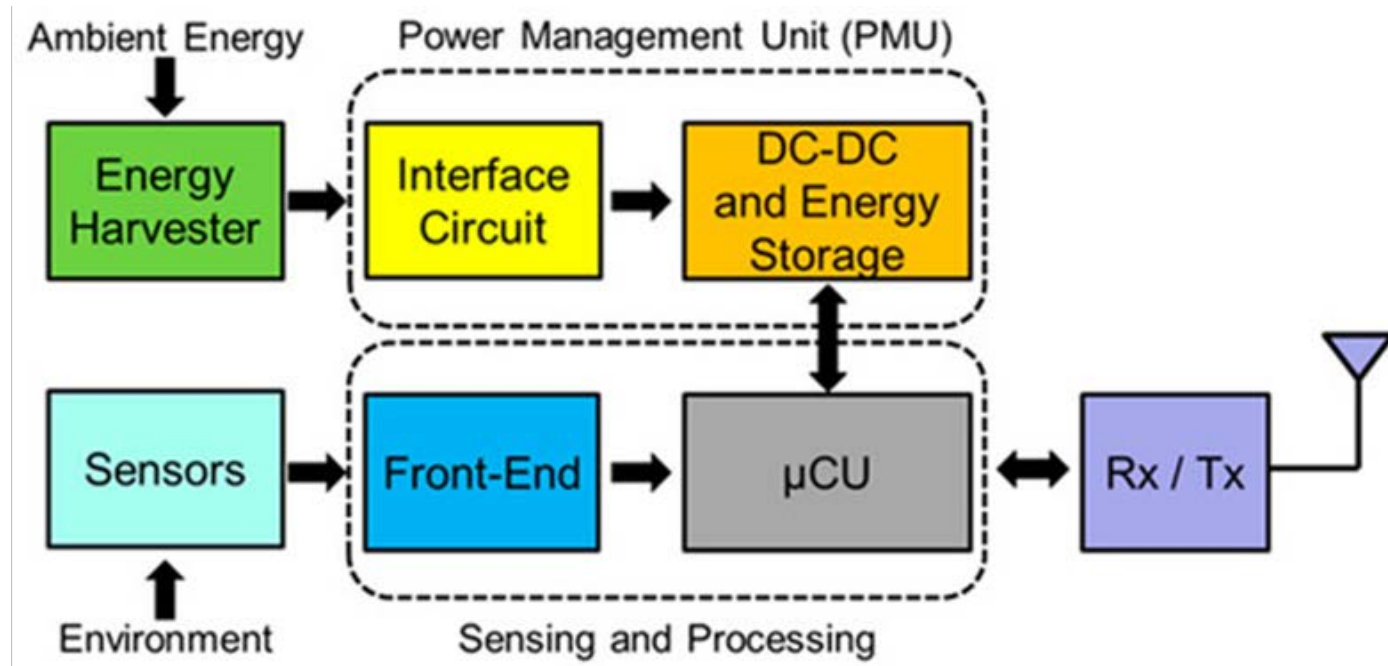 Ambient Energy
Power Management Unit (PMU)
Energy
Harvester
Interface
Circuit
DC-DC
and Energy
Storage
Sensors
Front-End
µCU
Rx / Tx
Environment
Sensing and Processing